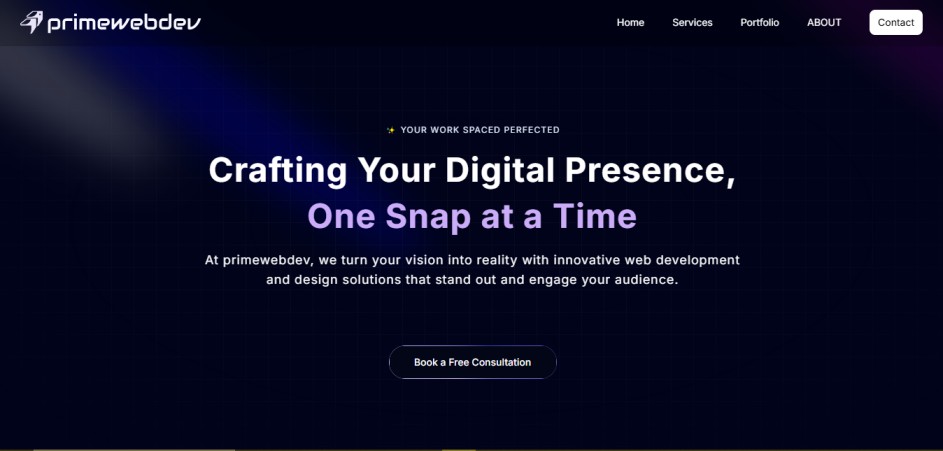 primewebdev
Home Services Portfolio ABOUT Contact
✨ YOUR WORK SPACED PERFECTED
Crafting Your Digital Presence,
One Snap at a Time
At primewebdev, we turn your vision into reality with innovative web development
and design solutions that stand out and engage your audience.
Book a Free Consultation